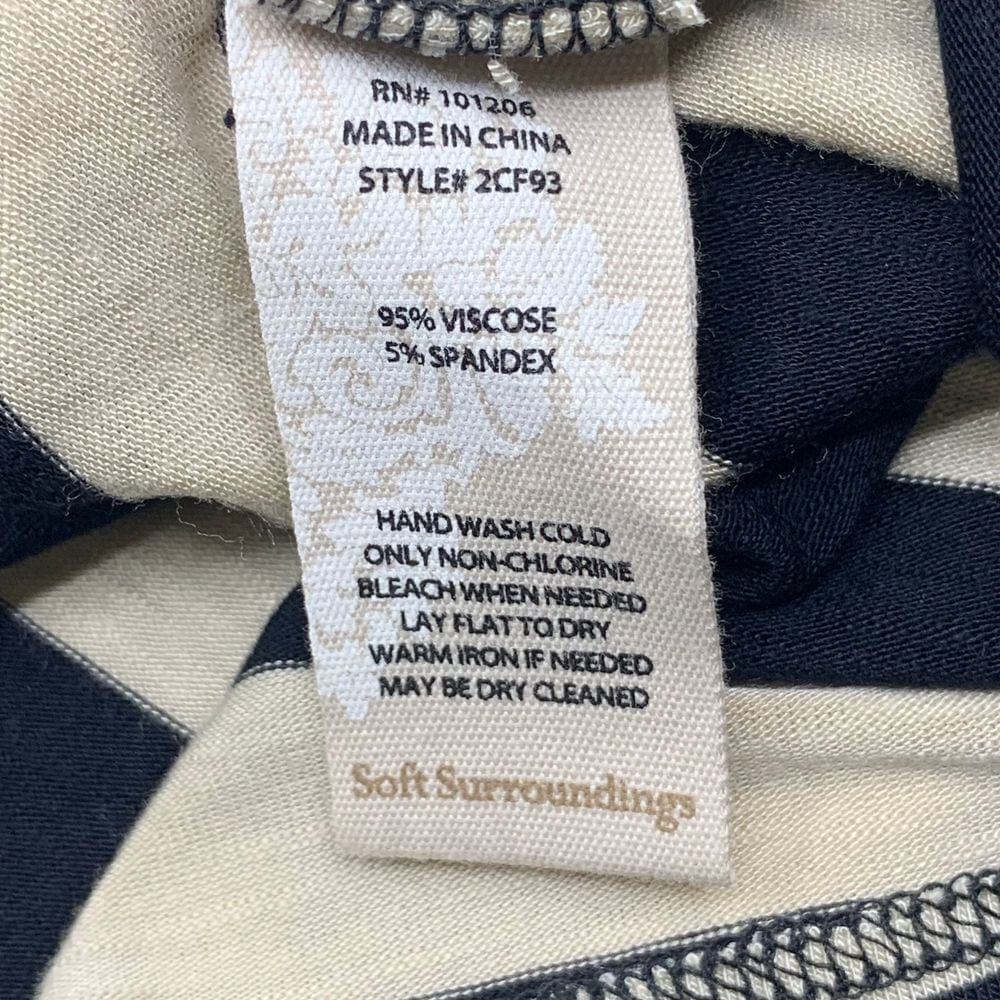 RN# 101206
MADE IN CHINA
STYLE# 2CF93
95% VISCOSE
5% SPANDEX
HAND WASH COLD
ONLY NON-CHLORINE
BLEACH WHEN NEEDED
LAY FLAT TO DRY
WARM IRON IF NEEDED
MAY BE DRY CLEANED
Soft Surroundings